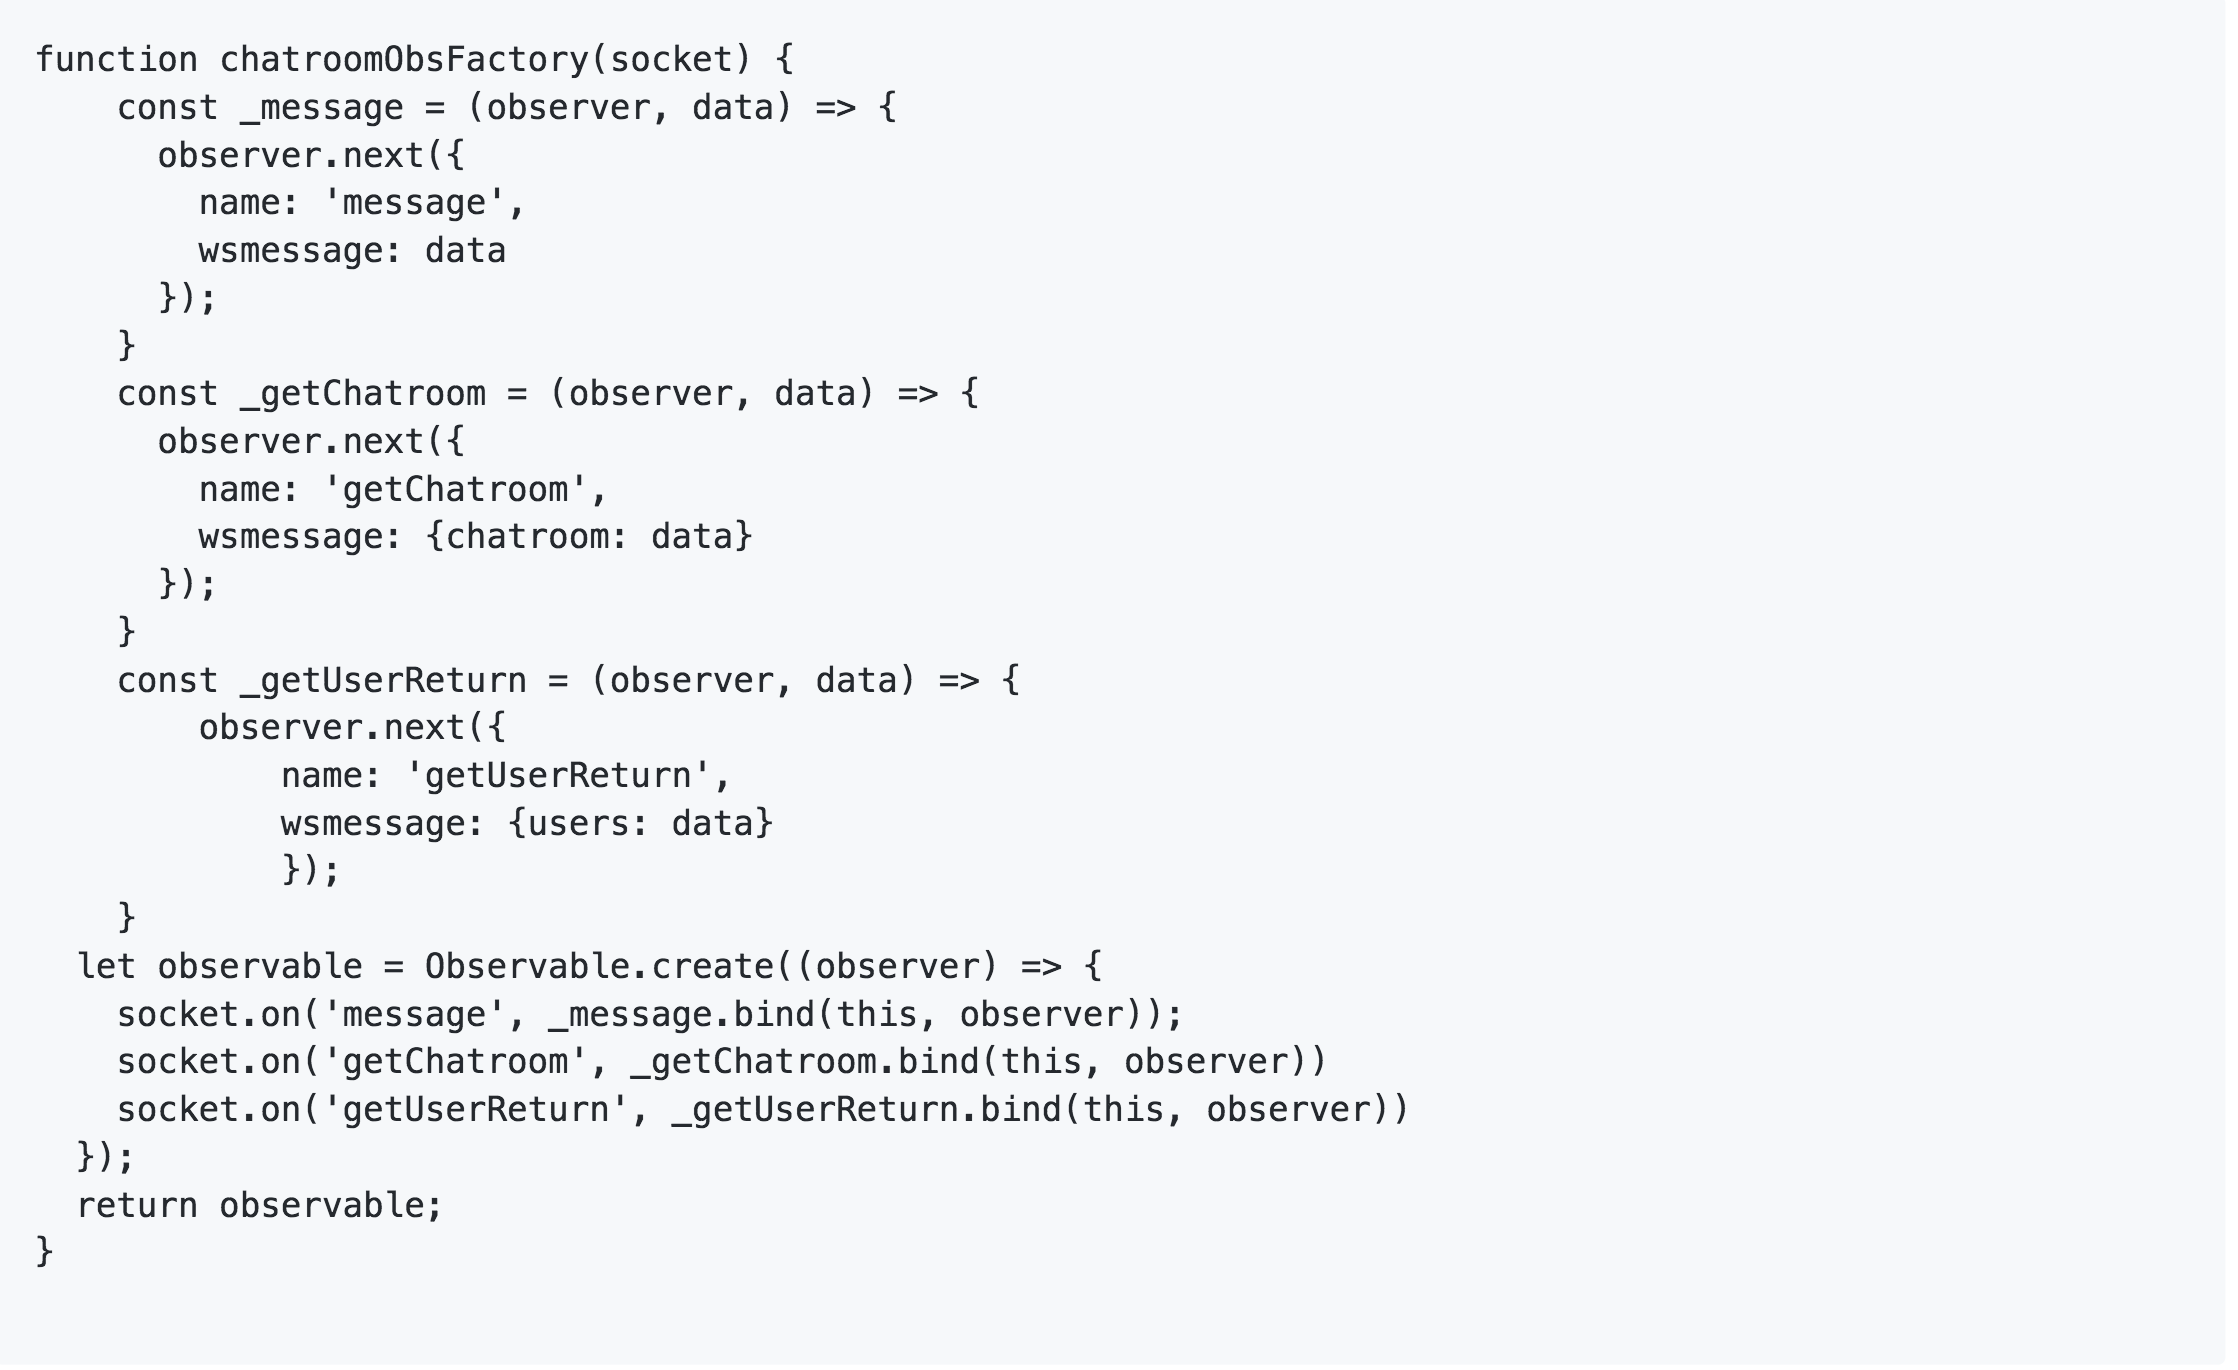 function chatroomObsFactory(socket) {
    const _message = (observer, data) => {
      observer.next({
        name: 'message',
        wsmessage: data
      });
    }
    const _getChatroom = (observer, data) => {
      observer.next({
        name: 'getChatroom',
        wsmessage: {chatroom: data}
      });
    }
    const _getUserReturn = (observer, data) => {
        observer.next({
            name: 'getUserReturn',
            wsmessage: {users: data}
            });
    }
  let observable = Observable.create((observer) => {
    socket.on('message', _message.bind(this, observer));
    socket.on('getChatroom', _getChatroom.bind(this, observer))
    socket.on('getUserReturn', _getUserReturn.bind(this, observer))
  });
  return observable;
}